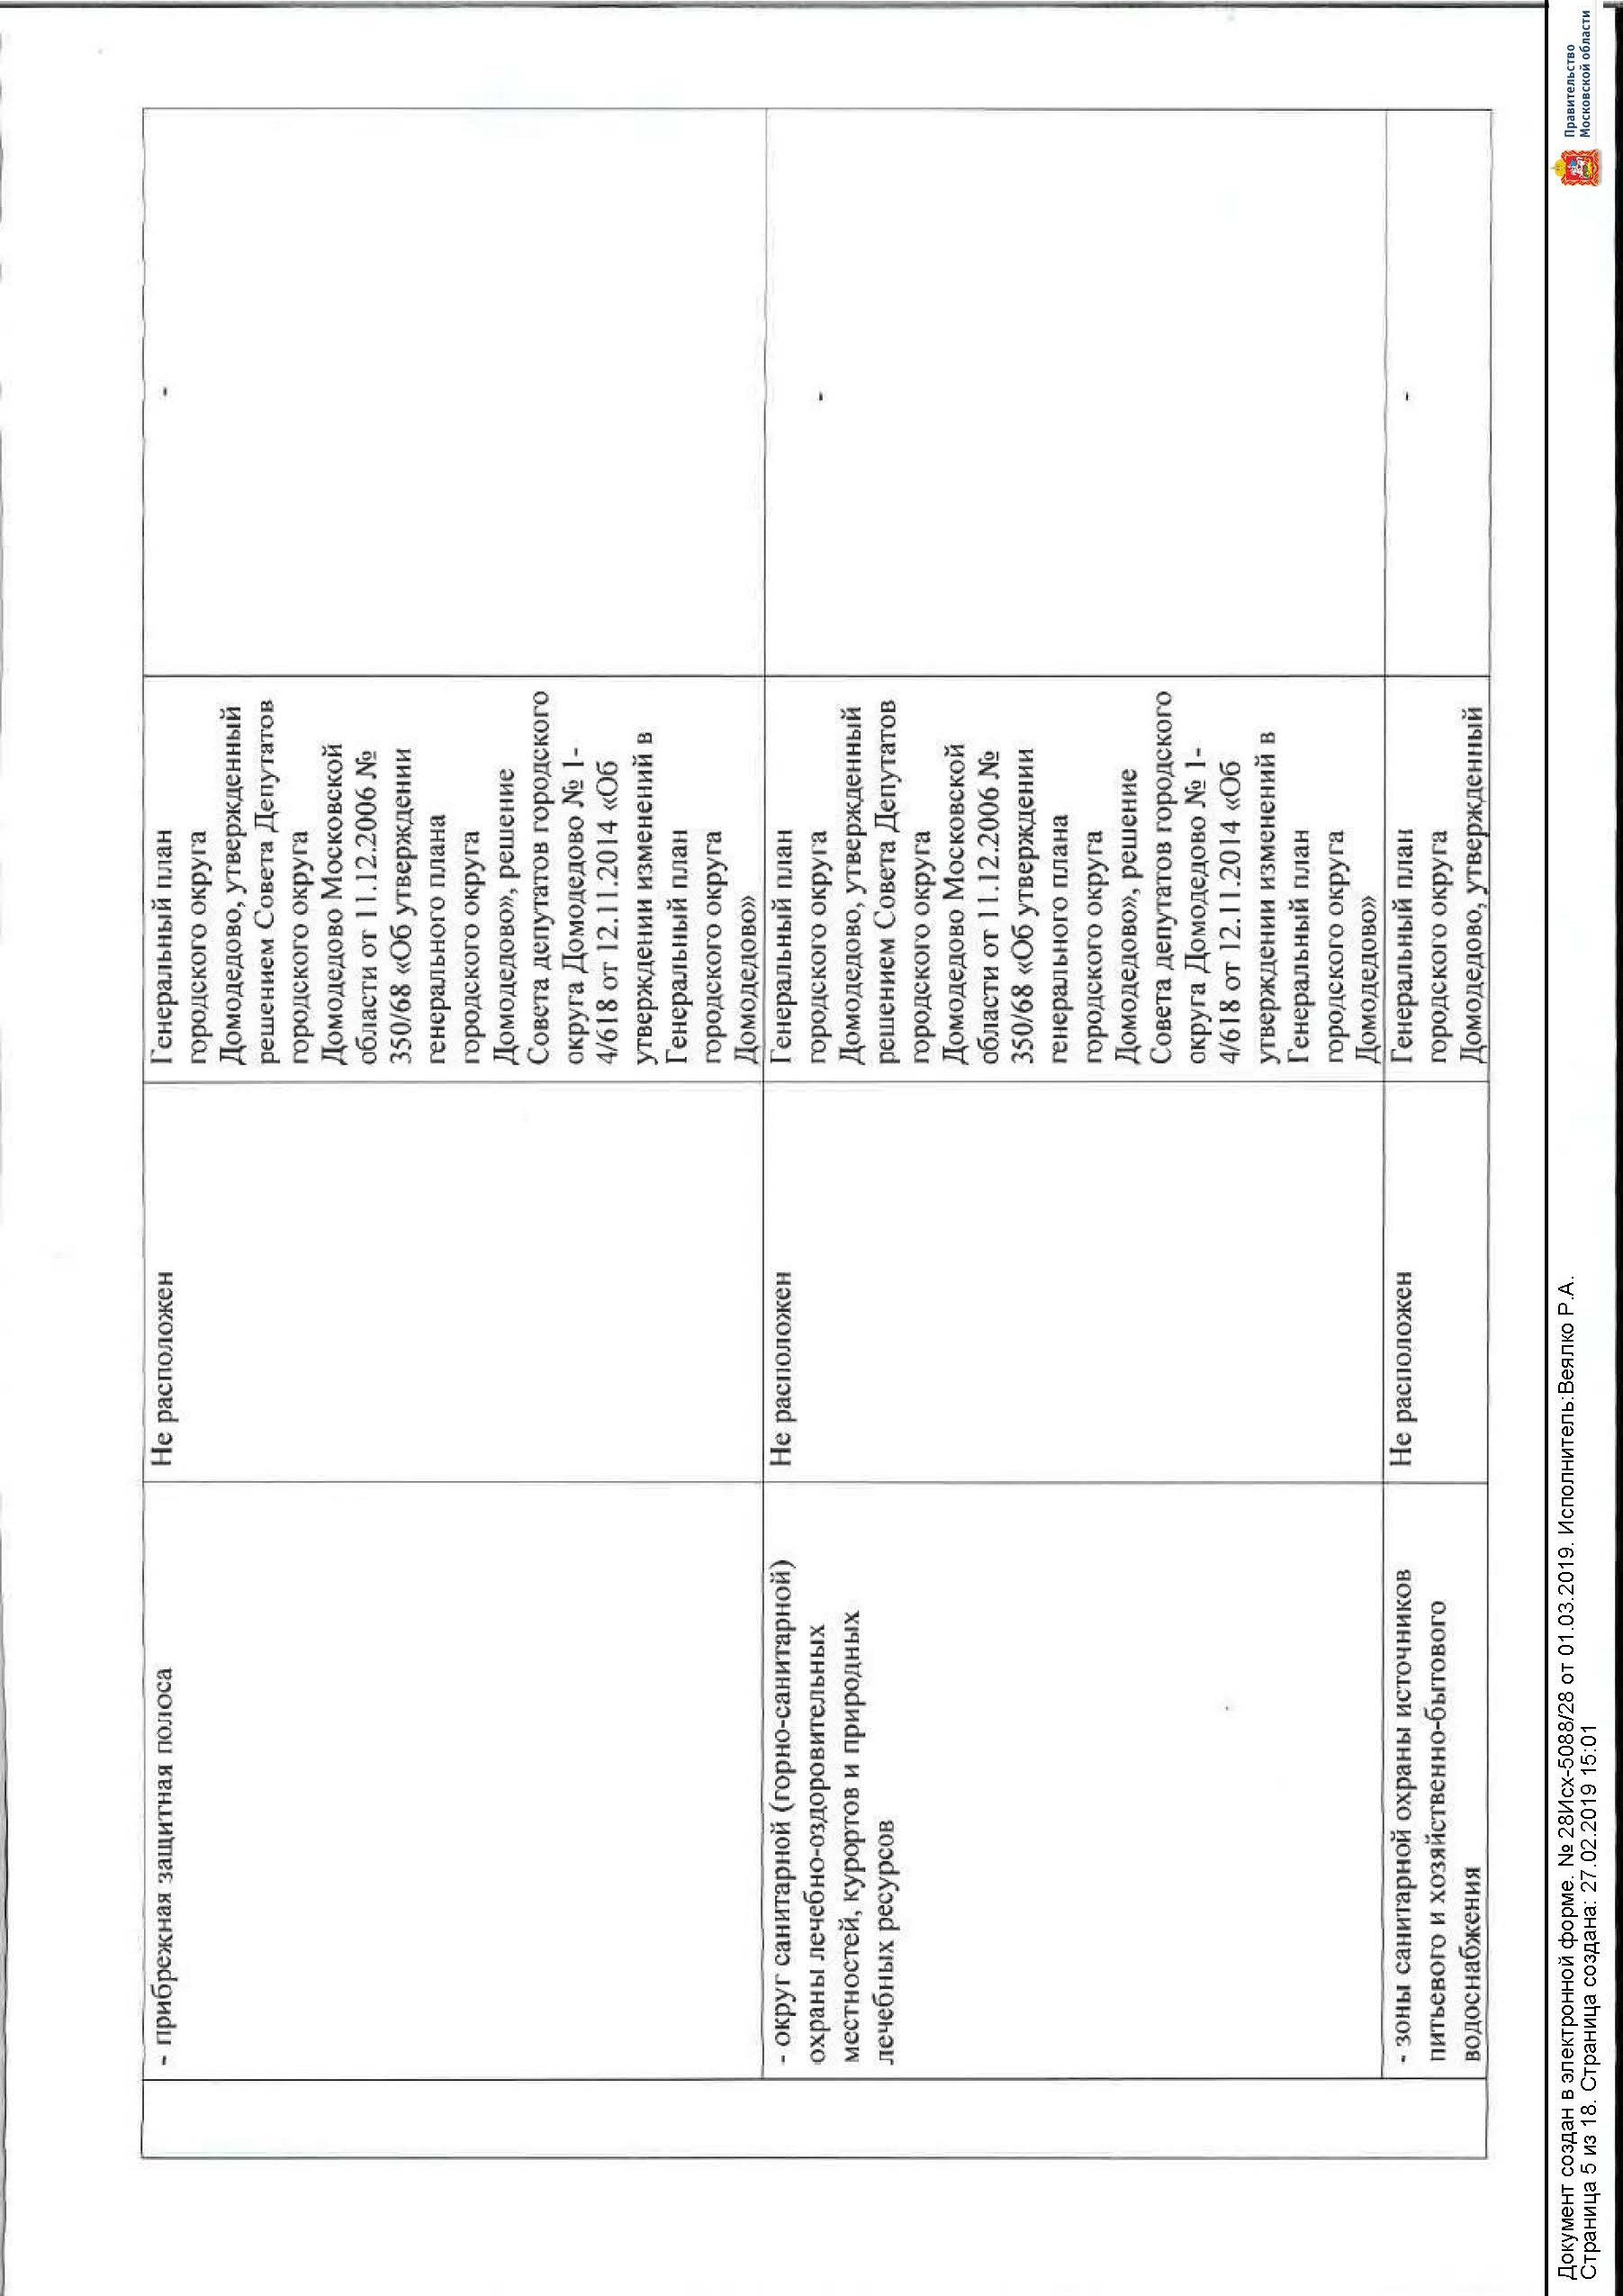 - прибрежная защитная полоса
Не расположен
Генеральный план
городского округа
Домодедово, утвержденный
решением Совета Депутатов
городского округа
Домодедово Московской
области от 11.12.2006 №
350/68 «Об утверждении
генерального плана
городского округа
Домодедово», решение
Совета депутатов городского
округа Домодедово № 1-
4/618 от 12.11.2014 «Об
утверждении изменений в
Генеральный план
городского округа
Домодедово»
-
- округ санитарной (горно-санитарной)
охраны лечебно-оздоровительных
местностей, курортов и природных
лечебных ресурсов
Не расположен
Генеральный план
городского округа
Домодедово, утвержденный
решением Совета Депутатов
городского округа
Домодедово Московской
области от 11.12.2006 №
350/68 «Об утверждении
генерального плана
городского округа
Домодедово», решение
Совета депутатов городского
округа Домодедово № 1-
4/618 от 12.11.2014 «Об
утверждении изменений в
Генеральный план
городского округа
Домодедово»
-
- зоны санитарной охраны источников
питьевого и хозяйственно-бытового
водоснабжения
Не расположен
Генеральный план
городского округа
Домодедово, утвержденный
-
Документ создан в электронной форме. № 28Исх-5088/28 от 01.03.2019. Исполнитель:Веялко Р.А.
Страница 5 из 18. Страница создана: 27.02.2019 15:01
Правительство
Московской области